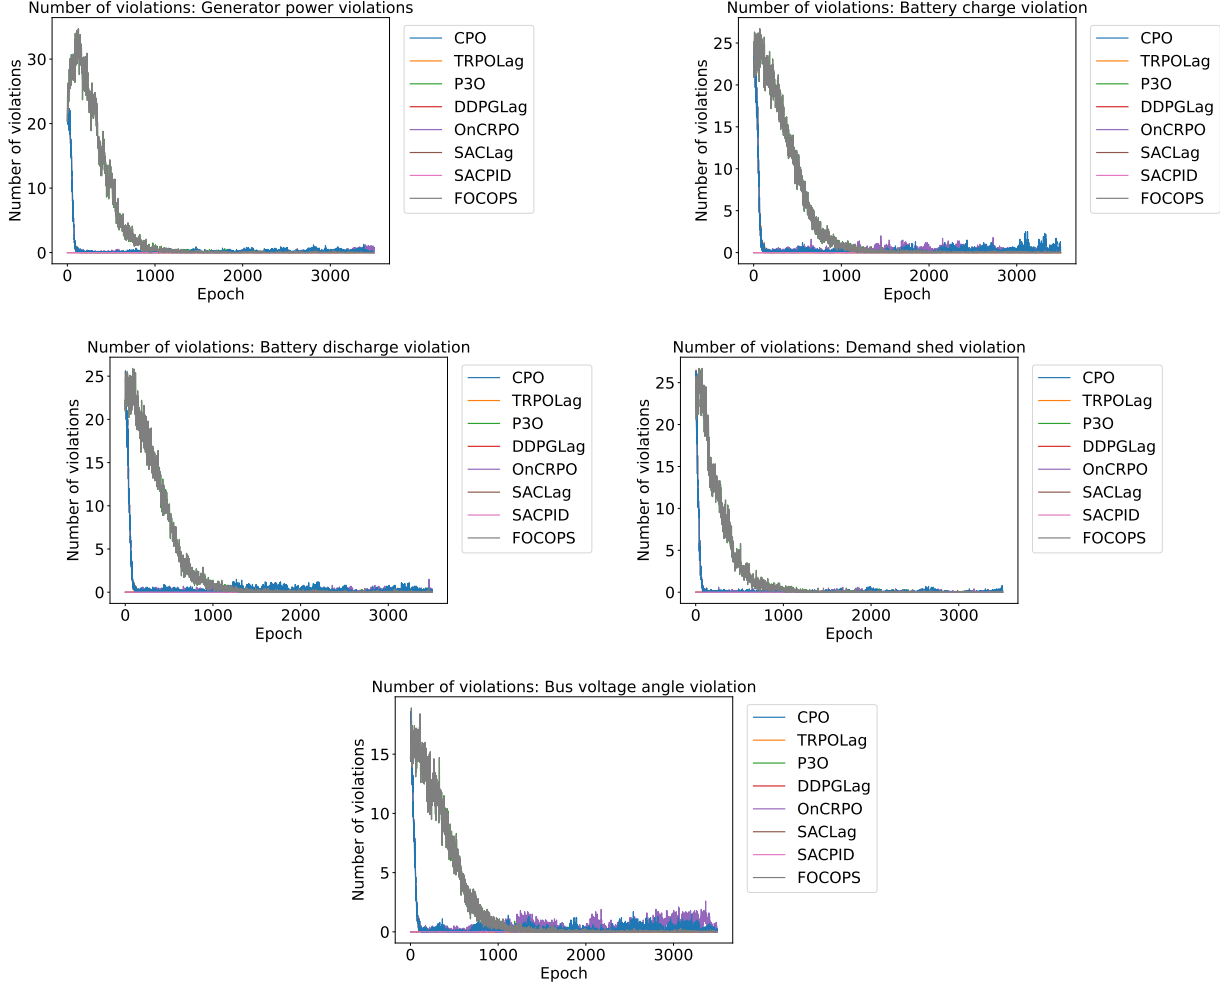 Number of violations: Generator power violations
Number of violations
30
20
10
0
0
1000
2000
3000
Epoch
CPO
TRPOLag
P3O
DDPGLag
OnCRPO
SACLag
SACPID
FOCOPS
Number of violations: Battery charge violation
Number of violations
25
20
15
10
5
0
0
1000
2000
3000
Epoch
CPO
TRPOLag
P3O
DDPGLag
OnCRPO
SACLag
SACPID
FOCOPS
Number of violations: Battery discharge violation
Number of violations
25
20
15
10
5
0
0
1000
2000
3000
Epoch
CPO
TRPOLag
P3O
DDPGLag
OnCRPO
SACLag
SACPID
FOCOPS
Number of violations: Demand shed violation
Number of violations
25
20
15
10
5
0
0
1000
2000
3000
Epoch
CPO
TRPOLag
P3O
DDPGLag
OnCRPO
SACLag
SACPID
FOCOPS
Number of violations: Bus voltage angle violation
Number of violations
15
10
5
0
0
1000
2000
3000
Epoch
CPO
TRPOLag
P3O
DDPGLag
OnCRPO
SACLag
SACPID
FOCOPS